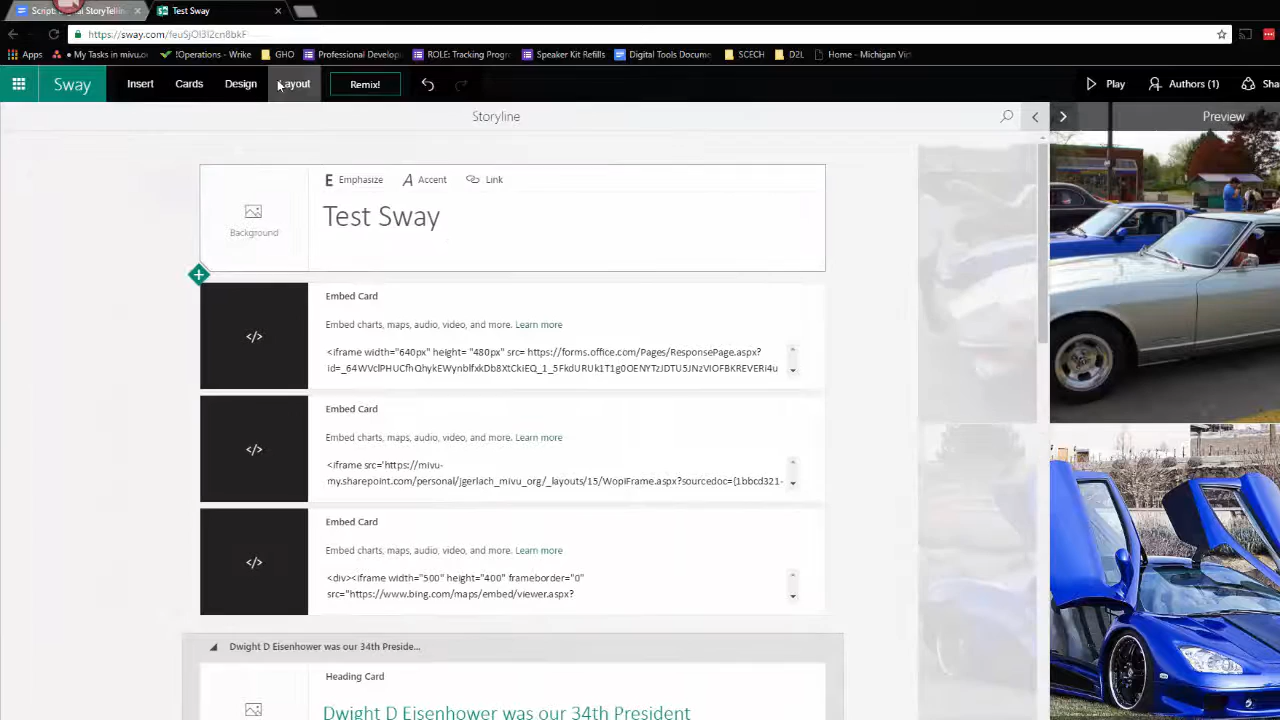 Script: Digital StoryTelling
Test Sway
https://sway.com/feuSjOl3I2cn8bkF
Apps
My Tasks in mivu.co
!Operations - Wrike
GHO
Professional Develop
ROLE: Tracking Progr
Speaker Kit Refills
Digital Tools Docume
SCECH
D2L
Home - Michigan Virt
Sway
Insert
Cards
Design
Layout
Remix!
Play
Authors (1)
Sha
Storyline
Preview
Background
E Emphasize
A Accent
Link
Test Sway
Embed Card
Embed charts, maps, audio, video, and more. Learn more
<iframe width="640px" height= "480px" src= https://forms.office.com/Pages/ResponsePage.aspx?
</>
Embed Card
Embed charts, maps, audio, video, and more. Learn more
<iframe src='https://mivu-
my.sharepoint.com/personal/jgerlach_mivu_org/_layouts/15/WopiFrame.aspx?sourcedoc={1bbcd321-
</>
Embed Card
Embed charts, maps, audio, video, and more. Learn more
<div><iframe width="500" height="400" frameborder="0"
src="https://www.bing.com/maps/embed/viewer.aspx?
</>
Dwight D Eisenhower was our 34th Preside...
Heading Card
Dwight D Eisenhower was our 34th President